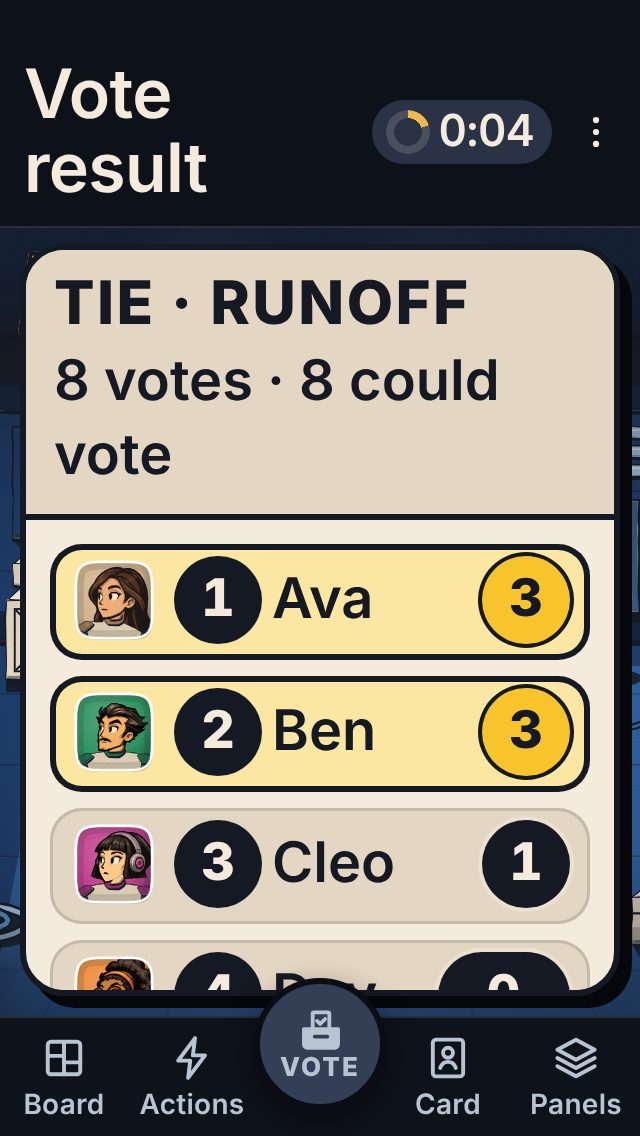 Vote
result
0:04
TIE · RUNOFF
8 votes · 8 could
vote
1 Ava 3
2 Ben 3
3 Cleo 1
4
VOTE
Board
Actions
Card
Panels